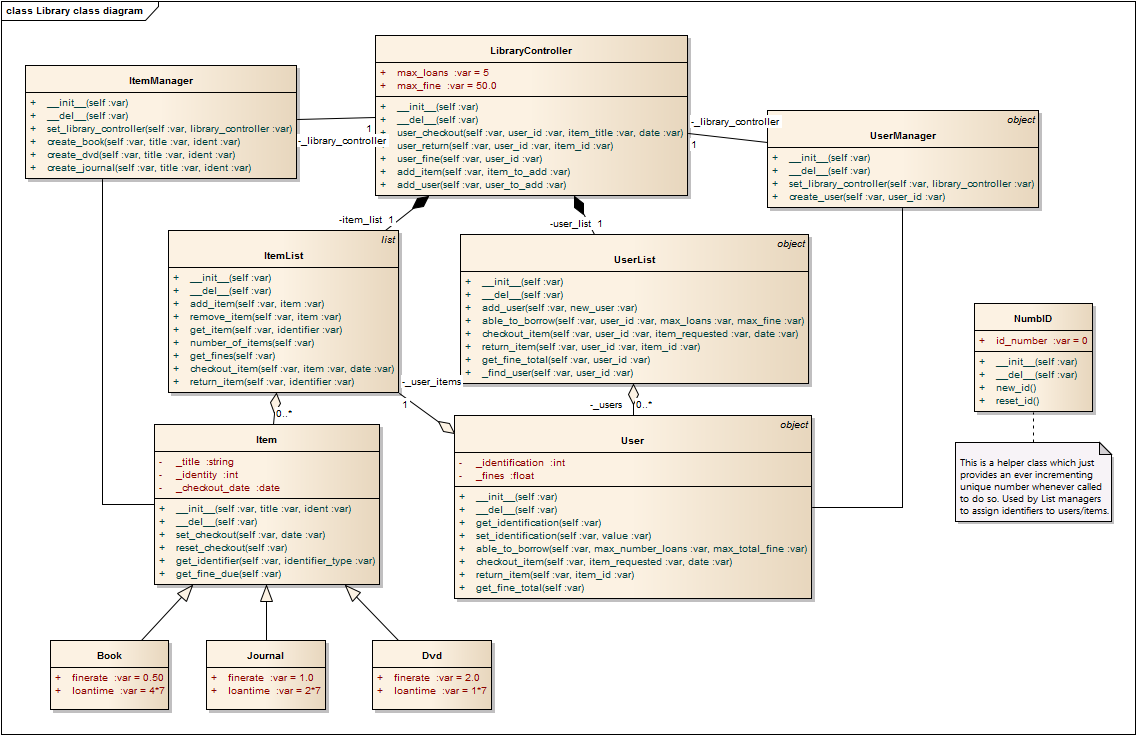 class Library class diagram
LibraryController
+ max_loans :var = 5
+ max_fine :var = 50.0
+ __init__(self :var)
+ __del__(self :var)
+ user_checkout(self :var, user_id :var, item_title :var, date :var)
+ user_return(self :var, user_id :var, item_id :var)
+ user_fine(self :var, user_id :var)
+ add_item(self :var, item_to_add :var)
+ add_user(self :var, user_to_add :var)
ItemManager
+ __init__(self :var)
+ __del__(self :var)
+ set_library_controller(self :var, library_controller :var)
+ create_book(self :var, title :var, ident :var)
+ create_dvd(self :var, title :var, ident :var)
+ create_journal(self :var, title :var, ident :var)
1
-_library_controller
-_library_controller
1
object
UserManager
+ __init__(self :var)
+ __del__(self :var)
+ set_library_controller(self :var, library_controller :var)
+ create_user(self :var, user_id :var)
-item_list 1
-user_list 1
list
ItemList
+ __init__(self :var)
+ __del__(self :var)
+ add_item(self :var, item :var)
+ remove_item(self :var, item :var)
+ get_item(self :var, identifier :var)
+ number_of_items(self :var)
+ get_fines(self :var)
+ checkout_item(self :var, item :var, date :var)
+ return_item(self :var, identifier :var)
object
UserList
+ __init__(self :var)
+ __del__(self :var)
+ add_user(self :var, new_user :var)
+ able_to_borrow(self :var, user_id :var, max_loans :var, max_fine :var)
+ checkout_item(self :var, user_id :var, item_requested :var, date :var)
+ return_item(self :var, user_id :var, item_id :var)
+ get_fine_total(self :var, user_id :var)
+ _find_user(self :var, user_id :var)
NumbID
+ id_number :var = 0
+ __init__(self :var)
+ __del__(self :var)
+ new_id()
+ reset_id()
-_user_items
1
0..*
-_users 0..*
Item
- _title :string
- _identity :int
- _checkout_date :date
+ __init__(self :var, title :var, ident :var)
+ __del__(self :var)
+ set_checkout(self :var, date :var)
+ reset_checkout(self :var)
+ get_identifier(self :var, identifier_type :var)
+ get_fine_due(self :var)
object
User
- _identification :int
- _fines :float
+ __init__(self :var)
+ __del__(self :var)
+ get_identification(self :var)
+ set_identification(self :var, value :var)
+ able_to_borrow(self :var, max_number_loans :var, max_total_fine :var)
+ checkout_item(self :var, item_requested :var, date :var)
+ return_item(self :var, item_id :var)
+ get_fine_total(self :var)
This is a helper class which just
provides an ever incrementing
unique number whenever called
to do so. Used by List managers
to assign identifiers to users/items.
Book
+ finerate :var = 0.50
+ loantime :var = 4*7
Journal
+ finerate :var = 1.0
+ loantime :var = 2*7
Dvd
+ finerate :var = 2.0
+ loantime :var = 1*7